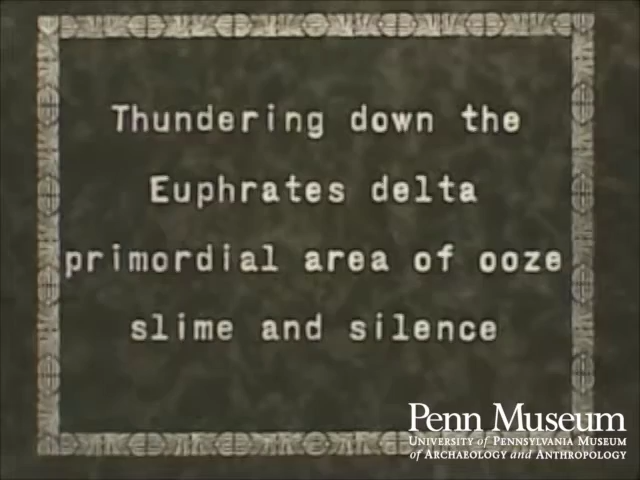 Thundering down the
Euphrates delta
primordial area of ooze
slime and silence
Penn Museum
UNIVERSITY of PENNSYLVANIA MUSEUM
of ARCHAEOLOGY and ANTHROPOLOGY